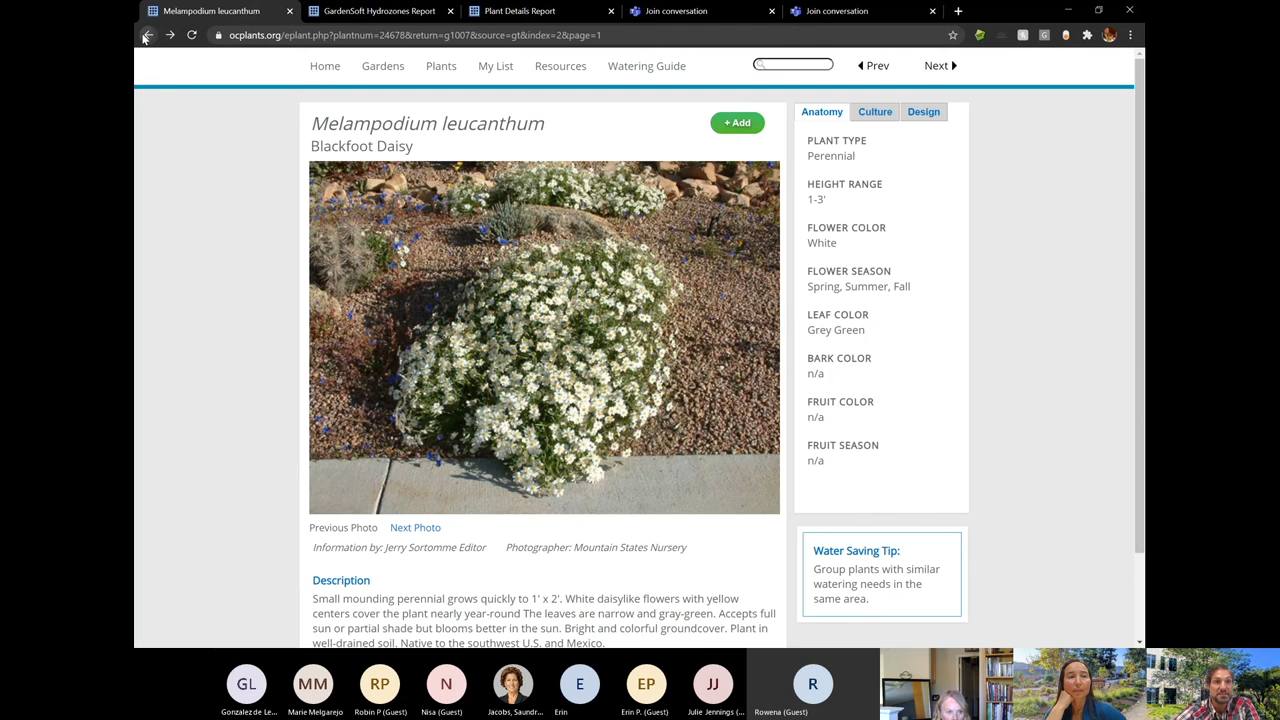 Melampodium leucanthum
GardenSoft Hydrozones Report
Plant Details Report
Join conversation
Join conversation
ocplants.org/eplant.php?plantnum=24678&return=g1007&source=gt&index=2&page=1
Home Gardens Plants My List Resources Watering Guide Prev Next
Melampodium leucanthum
+ Add
Blackfoot Daisy
Anatomy Culture Design
PLANT TYPE
Perennial
HEIGHT RANGE
1-3'
FLOWER COLOR
White
FLOWER SEASON
Spring, Summer, Fall
LEAF COLOR
Grey Green
BARK COLOR
n/a
FRUIT COLOR
n/a
FRUIT SEASON
n/a
Previous Photo Next Photo
Information by: Jerry Sortomme Editor Photographer: Mountain States Nursery
Description
Small mounding perennial grows quickly to 1' x 2'. White daisylike flowers with yellow
centers cover the plant nearly year-round The leaves are narrow and gray-green. Accepts full
sun or partial shade but blooms better in the sun. Bright and colorful groundcover. Plant in
well-drained soil. Native to the southwest U.S. and Mexico.
Water Saving Tip:
Group plants with similar
watering needs in the
same area.
GL MM RP N E EP JJ R
Gonzalez de Le... Marie Melgarejo Robin P (Guest) Nisa (Guest) Jacobs, Saundr... Erin Erin P. (Guest) Julie Jennings (... Rowena (Guest)